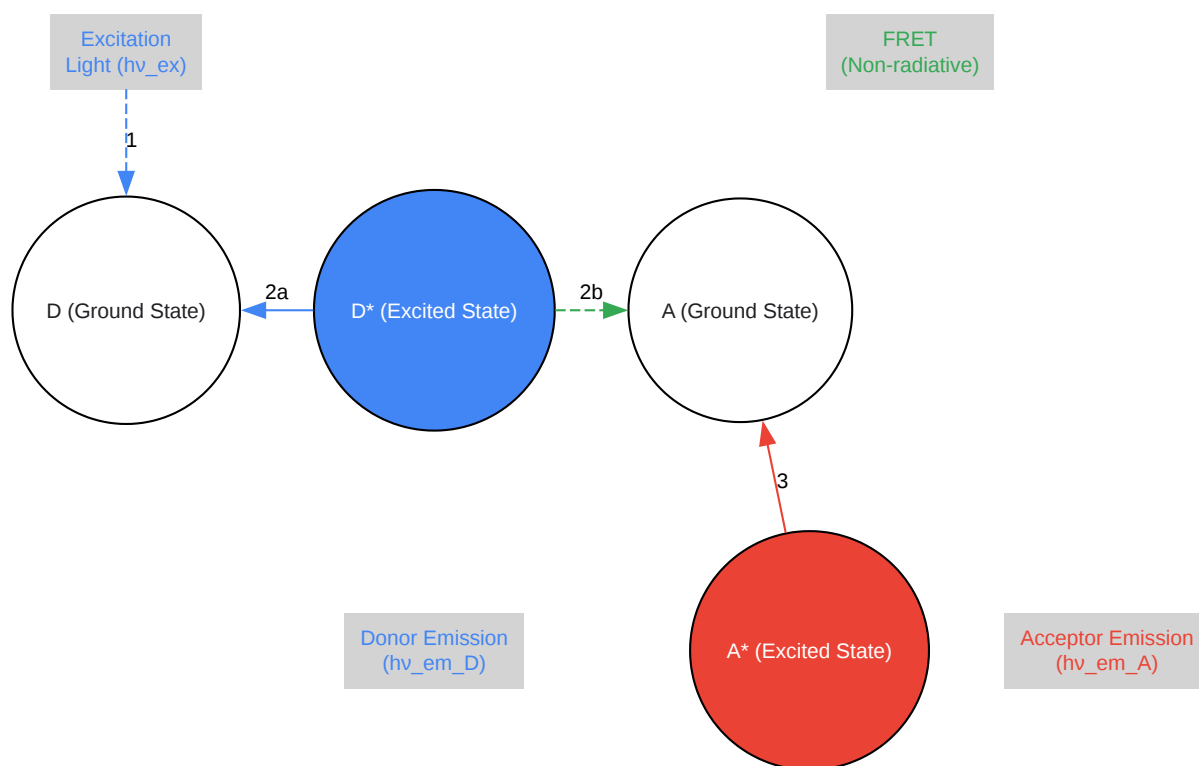 Excitation
Light (hν_ex)
FRET
(Non-radiative)
1
2a
2b
D (Ground State)
D* (Excited State)
A (Ground State)
3
Donor Emission
(hν_em_D)
A* (Excited State)
Acceptor Emission
(hν_em_A)